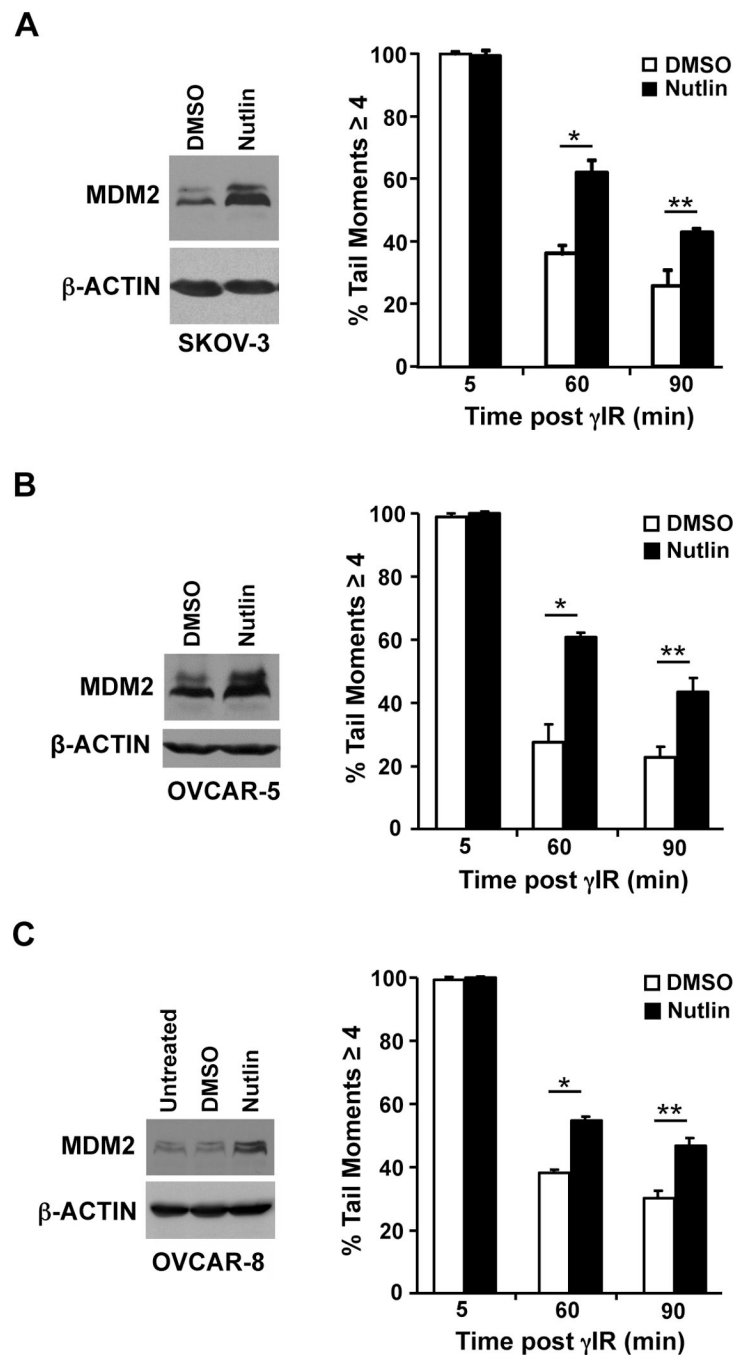 A
DMSO
Nutlin
MDM2
β-ACTIN
SKOV-3
% Tail Moments ≥ 4
100
80
60
40
20
0
DMSO
Nutlin
*
**
5 60 90
Time post γIR (min)
B
DMSO
Nutlin
MDM2
β-ACTIN
OVCAR-5
% Tail Moments ≥ 4
100
80
60
40
20
0
DMSO
Nutlin
*
**
5 60 90
Time post γIR (min)
C
Untreated
DMSO
Nutlin
MDM2
β-ACTIN
OVCAR-8
% Tail Moments ≥ 4
100
80
60
40
20
0
DMSO
Nutlin
*
**
5 60 90
Time post γIR (min)